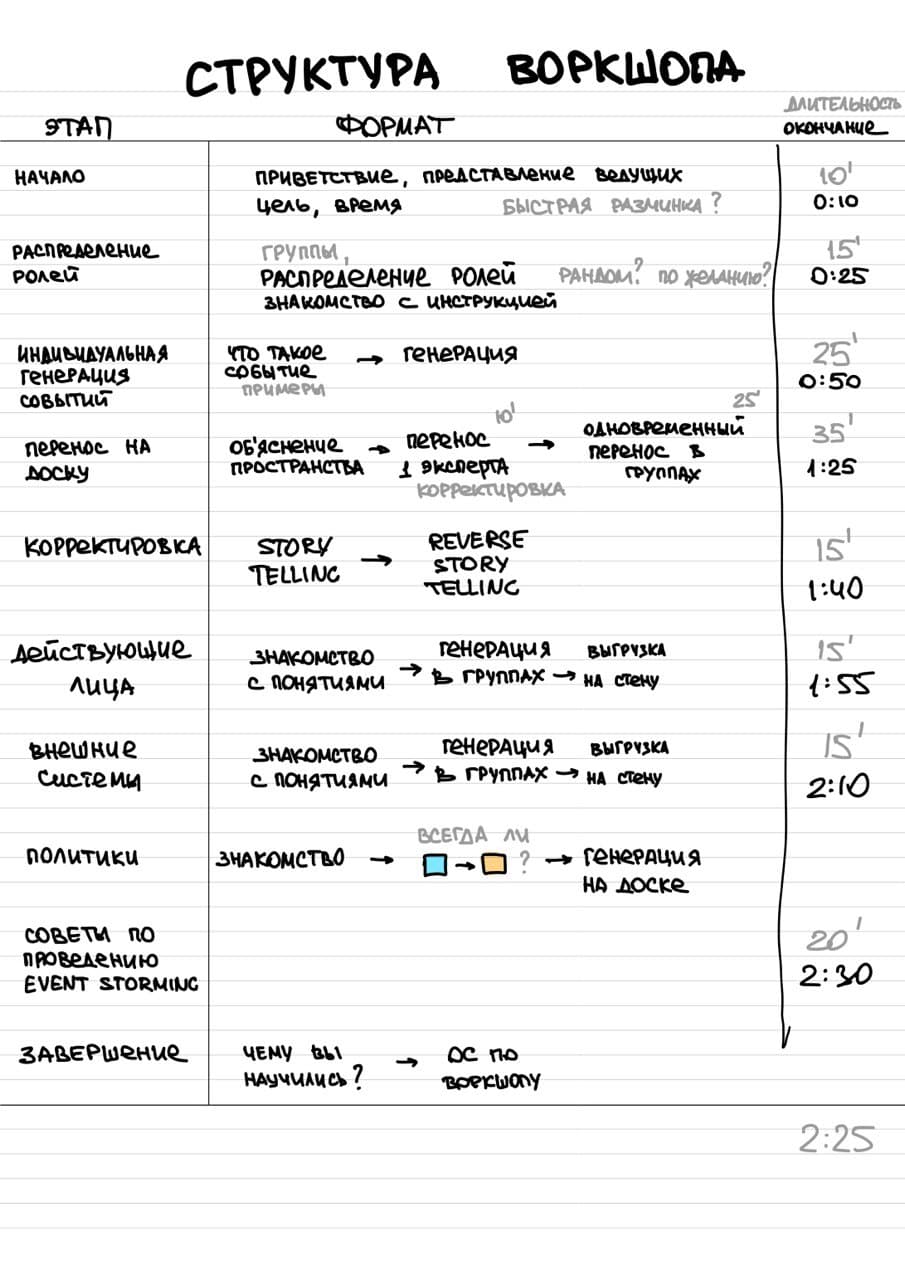 СТРУКТУРА ВОРКШОПА
ДЛИТЕЛЬНОСТЬ
ЭТАП ФОРМАТ ОКОНЧАНИЕ
НАЧАЛО ПРИВЕТСТВИЕ, ПРЕДСТАВЛЕНИЕ ВЕДУЩИХ 10'
ЦЕЛЬ, ВРЕМЯ БЫСТРАЯ РАЗМИНКА? 0:10
РАСПРЕДЕЛЕНИЕ ГРУППЫ, 15'
РОЛЕЙ РАСПРЕДЕЛЕНИЕ РОЛЕЙ РАНДОМ? ПО ЖЕЛАНИЮ? 0:25
ЗНАКОМСТВО С ИНСТРУКЦИЕЙ
ИНДИВИДУАЛЬНАЯ ЧТО ТАКОЕ → ГЕНЕРАЦИЯ 25'
ГЕНЕРАЦИЯ СОБЫТИЕ 0:50
СОБЫТИЙ ПРИМЕРЫ
10' 25'
ПЕРЕНОС НА ОБ'ЯСНЕНИЕ → ПЕРЕНОС → ОДНОВРЕМЕННЫЙ 35'
ДОСКУ ПРОСТРАНСТВА 1 ЭКСПЕРТА ПЕРЕНОС В 1:25
КОРРЕКТИРОВКА ГРУППАХ
КОРРЕКТИРОВКА STORY → REVERSE 15'
TELLING STORY
TELLING 1:40
ДЕЙСТВУЮЩИЕ ЗНАКОМСТВО → ГЕНЕРАЦИЯ ВЫГРУЗКА 15'
ЛИЦА С ПОНЯТИЯМИ В ГРУППАХ → НА СТЕНУ 1:55
ВНЕШНИЕ ЗНАКОМСТВО → ГЕНЕРАЦИЯ ВЫГРУЗКА 15'
СИСТЕМЫ С ПОНЯТИЯМИ В ГРУППАХ → НА СТЕНУ 2:10
ВСЕГДА ЛИ
ПОЛИТИКИ ЗНАКОМСТВО → → ? → ГЕНЕРАЦИЯ
НА ДОСКЕ
СОВЕТЫ ПО 20'
ПРОВЕДЕНИЮ 2:30
EVENT STORMING
ЗАВЕРШЕНИЕ ЧЕМУ ВЫ → ОС ПО
НАУЧИЛИСЬ? ВОРКШОПУ
2:25